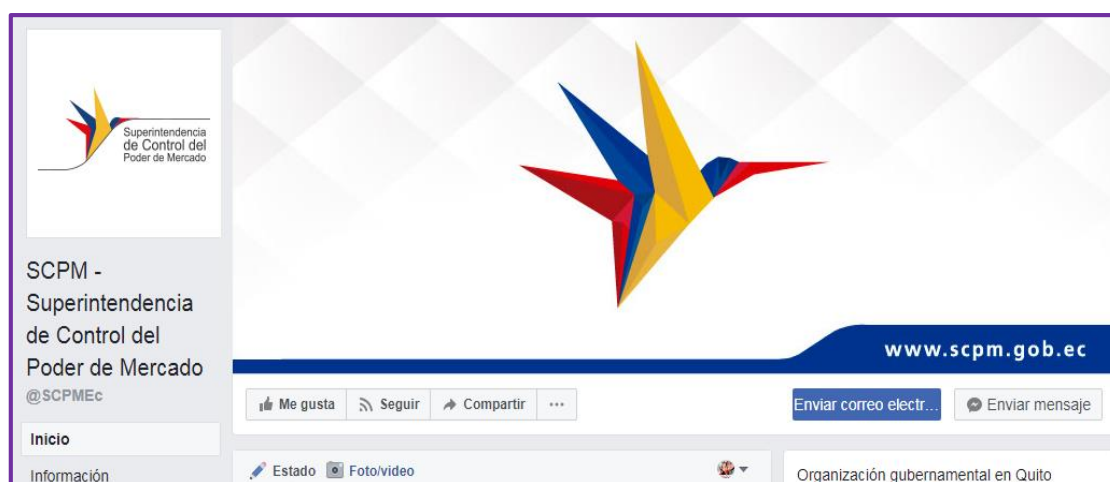 Superintendencia
de Control del
Poder de Mercado
SCPM -
Superintendencia
de Control del
Poder de Mercado
@SCPMEc
Inicio
Información
www.scpm.gob.ec
Me gusta
Seguir
Compartir
...
Enviar correo electr...
Enviar mensaje
Estado
Foto/video
Organización gubernamental en Quito